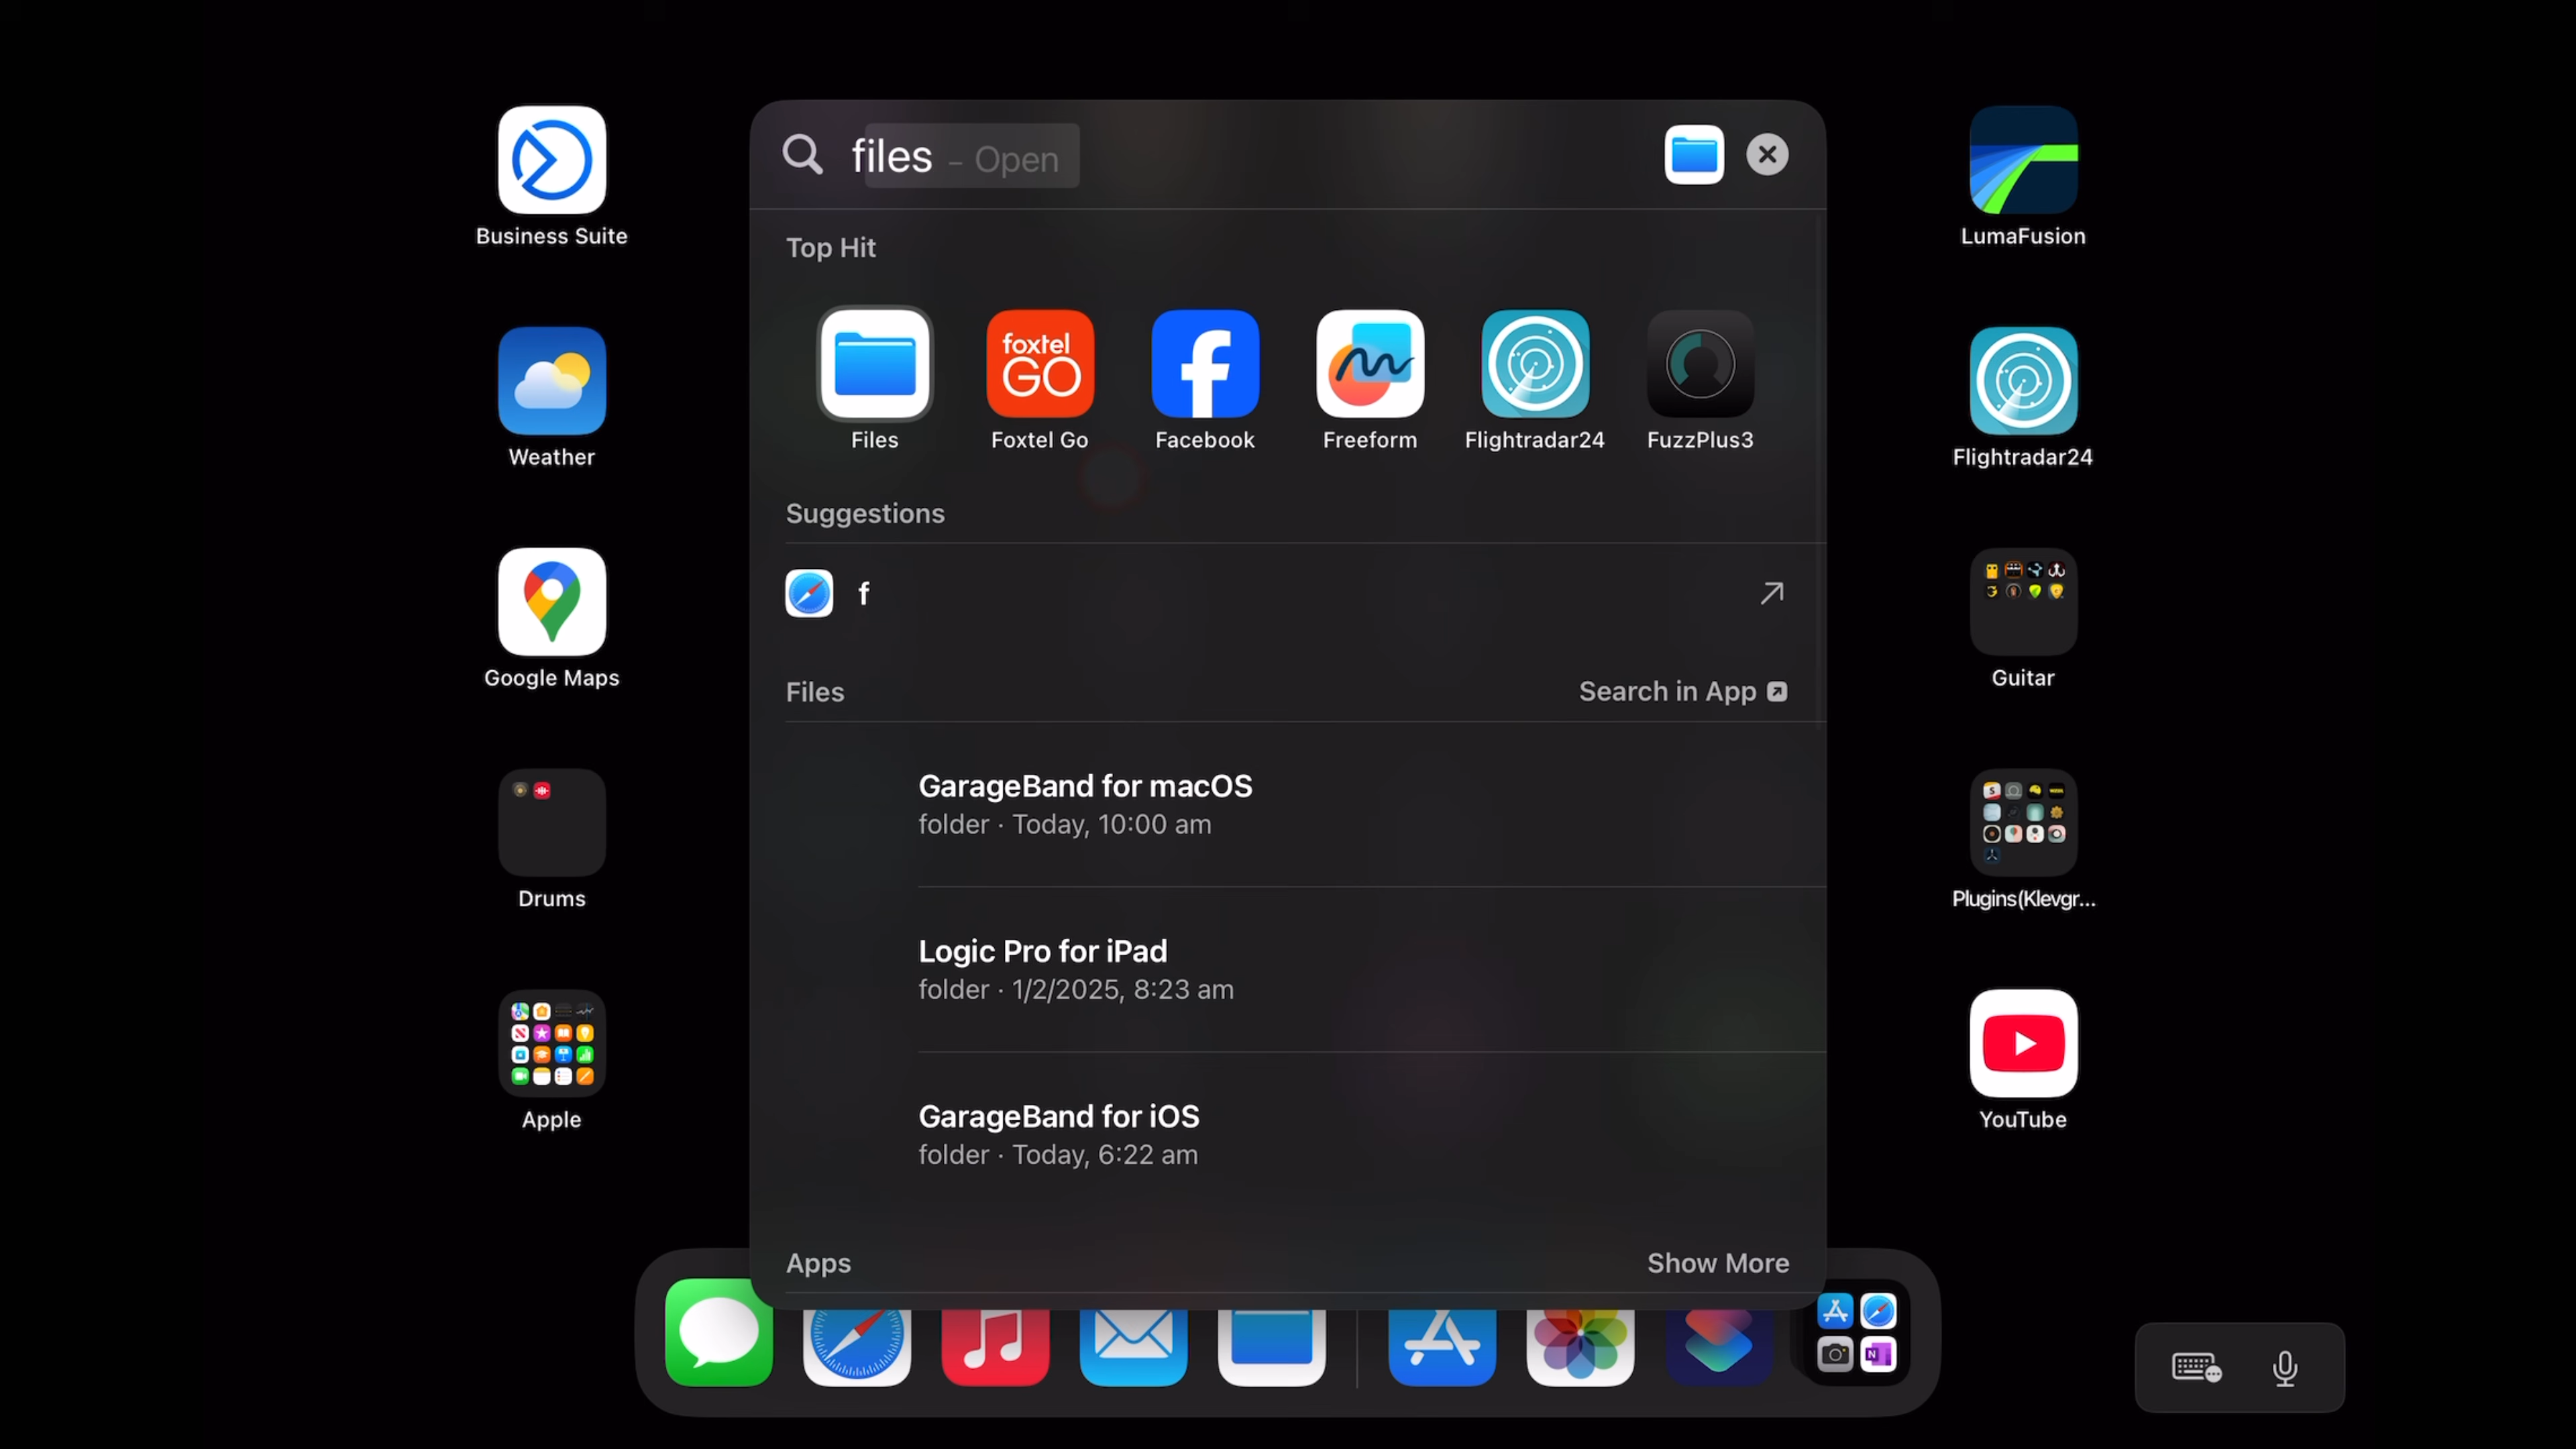 files – Open
Top Hit
foxtel
GO
Files
Foxtel Go
Facebook
Freeform
Flightradar24
FuzzPlus3
Suggestions
f
Files
Search in App
GarageBand for macOS
folder · Today, 10:00 am
Logic Pro for iPad
folder · 1/2/2025, 8:23 am
GarageBand for iOS
folder · Today, 6:22 am
Apps
Show More
Business Suite
Weather
Google Maps
Drums
Apple
LumaFusion
Flightradar24
Guitar
Plugins(Klevgr...
YouTube